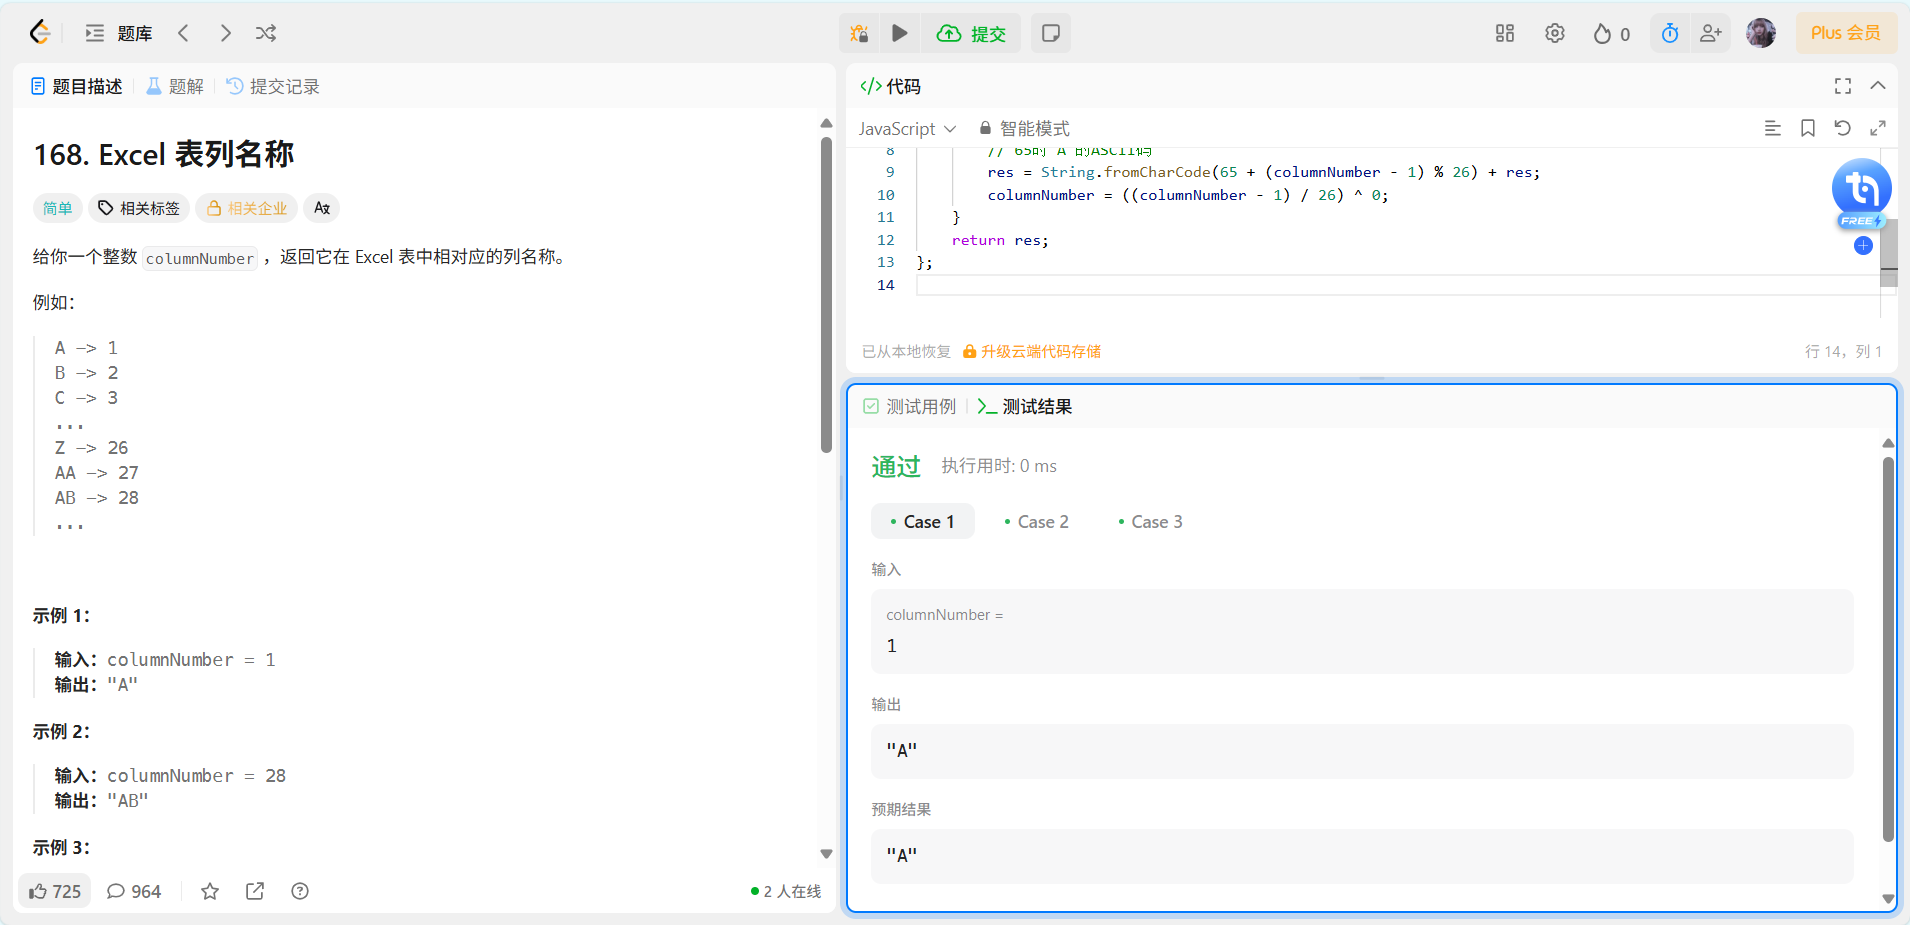 题库
提交
0
Plus 会员
题目描述
题解
提交记录
168. Excel 表列名称
简单
相关标签
相关企业
给你一个整数 columnNumber ，返回它在 Excel 表中相对应的列名称。
例如：
A -> 1
B -> 2
C -> 3
...
Z -> 26
AA -> 27
AB -> 28
...
示例 1：
输入：columnNumber = 1
输出："A"
示例 2：
输入：columnNumber = 28
输出："AB"
示例 3：
725
964
2 人在线
</> 代码
JavaScript
智能模式
8 // 65时 A 的ASCII码
9 res = String.fromCharCode(65 + (columnNumber - 1) % 26) + res;
10 columnNumber = ((columnNumber - 1) / 26) ^ 0;
11 }
12 return res;
13 };
14
FREE
已从本地恢复
升级云端代码存储
行 14，列 1
测试用例
测试结果
通过
执行用时: 0 ms
Case 1
Case 2
Case 3
输入
columnNumber =
1
输出
"A"
预期结果
"A"